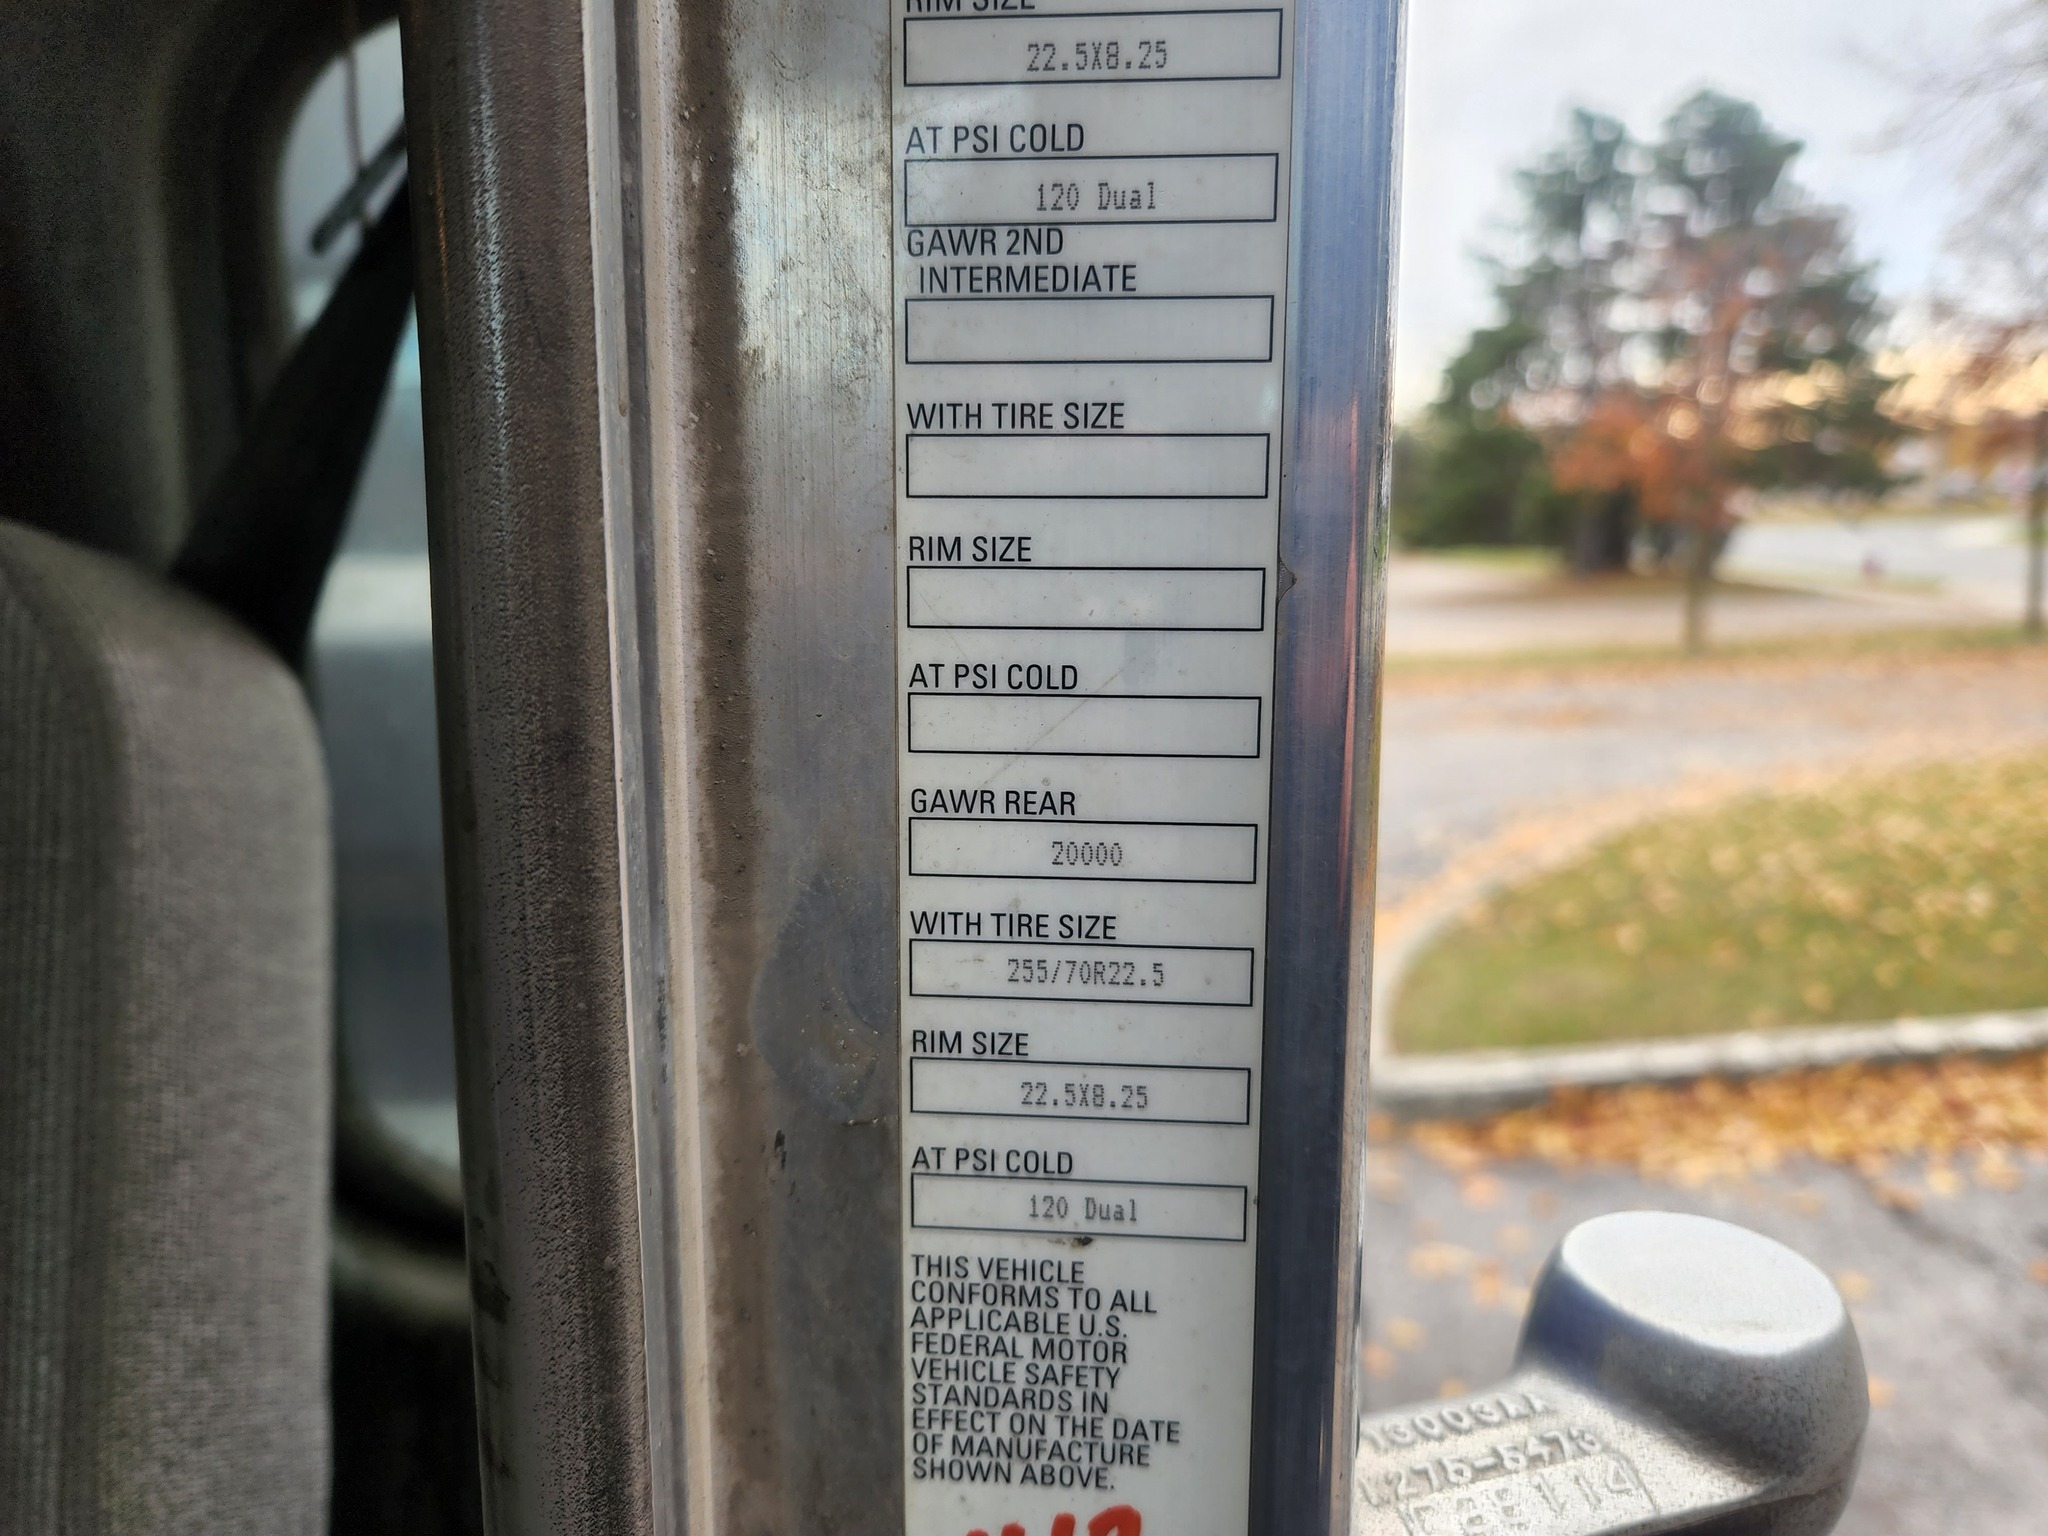 RIM SIZE
22.5X8.25
AT PSI COLD
120 Dual
GAWR 2ND
INTERMEDIATE
WITH TIRE SIZE
RIM SIZE
AT PSI COLD
GAWR REAR
20000
WITH TIRE SIZE
255/70R22.5
RIM SIZE
22.5X8.25
AT PSI COLD
120 Dual
THIS VEHICLE
CONFORMS TO ALL
APPLICABLE U.S.
FEDERAL MOTOR
VEHICLE SAFETY
STANDARDS IN
EFFECT ON THE DATE
OF MANUFACTURE
SHOWN ABOVE.